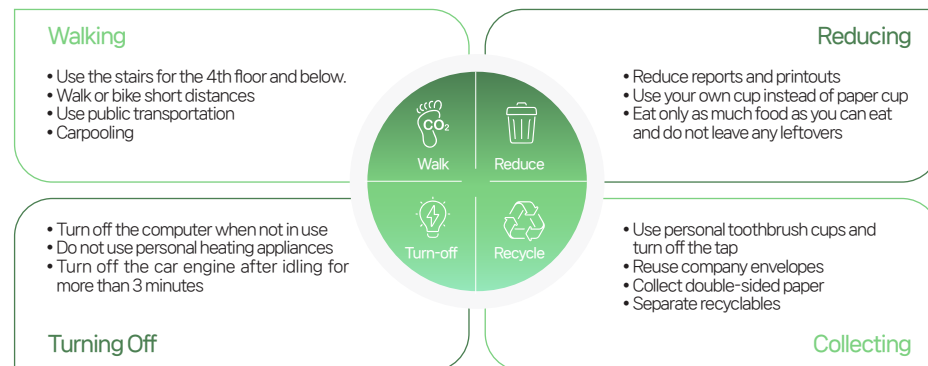 Walking
• Use the stairs for the 4th floor and below.
• Walk or bike short distances
• Use public transportation
• Carpooling
Reducing
• Reduce reports and printouts
• Use your own cup instead of paper cup
• Eat only as much food as you can eat
and do not leave any leftovers
CO₂
Walk
Reduce
Turn-off
Recycle
• Turn off the computer when not in use
• Do not use personal heating appliances
• Turn off the car engine after idling for
more than 3 minutes
Turning Off
• Use personal toothbrush cups and
turn off the tap
• Reuse company envelopes
• Collect double-sided paper
• Separate recyclables
Collecting